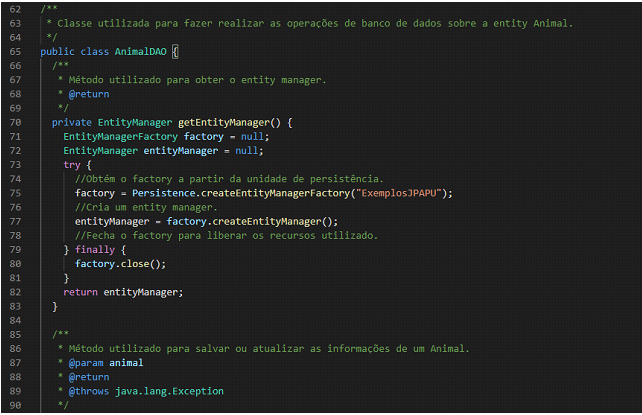 62 /**
63 * Classe utilizada para fazer realizar as operações de banco de dados sobre a entity Animal.
64 */
65 public class AnimalDAO {
66 /**
67 * Método utilizado para obter o entity manager.
68 * @return
69 */
70 private EntityManager getEntityManager() {
71 EntityManagerFactory factory = null;
72 EntityManager entityManager = null;
73 try {
74 //Obtém o factory a partir da unidade de persistência.
75 factory = Persistence.createEntityManagerFactory("ExemplosJPAPU");
76 //Cria um entity manager.
77 entityManager = factory.createEntityManager();
78 //Fecha o factory para liberar os recursos utilizado.
79 } finally {
80 factory.close();
81 }
82 return entityManager;
83 }
84
85 /**
86 * Método utilizado para salvar ou atualizar as informações de um Animal.
87 * @param animal
88 * @return
89 * @throws java.lang.Exception
90 */